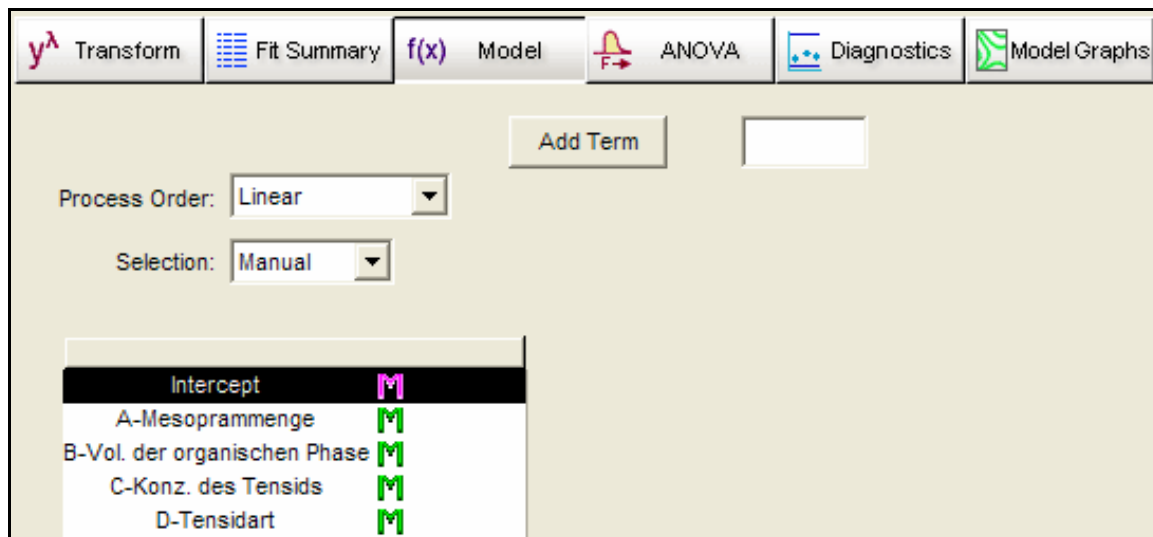 yλ Transform Fit Summary f(x) Model F ANOVA Diagnostics Model Graphs
Add Term
Process Order: Linear
Selection: Manual
Intercept M
A-Mesoprammenge M
B-Vol. der organischen Phase M
C-Konz. des Tensids M
D-Tensidart M